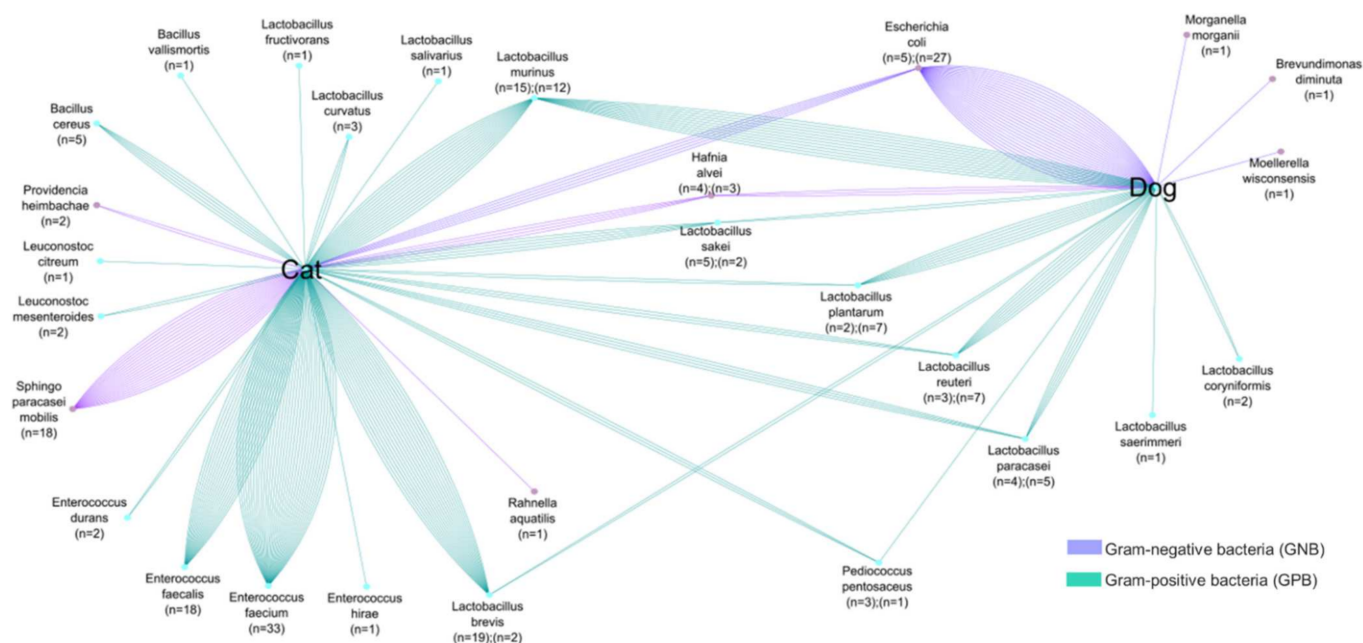 Bacillus
vallismortis
(n=1)
Lactobacillus
fructivorans
(n=1)
Lactobacillus
salivarius
(n=1)
Lactobacillus
murinus
(n=15);(n=12)
Escherichia
coli
(n=5);(n=27)
Morganella
morganii
(n=1)
Brevundimonas
diminuta
(n=1)
Bacillus
cereus
(n=5)
Lactobacillus
curvatus
(n=3)
Hafnia
alvei
(n=4);(n=3)
Moellerella
wisconsensis
(n=1)
Dog
Providencia
heimbachae
(n=2)
Leuconostoc
citreum
(n=1)
Cat
Lactobacillus
sakei
(n=5);(n=2)
Leuconostoc
mesenteroides
(n=2)
Lactobacillus
plantarum
(n=2);(n=7)
Sphingo
paracasei
mobilis
(n=18)
Lactobacillus
reuteri
(n=3);(n=7)
Lactobacillus
coryniformis
(n=2)
Lactobacillus
saerimmeri
(n=1)
Lactobacillus
paracasei
(n=4);(n=5)
Enterococcus
durans
(n=2)
Rahnella
aquatilis
(n=1)
Enterococcus
faecalis
(n=18)
Enterococcus
faecium
(n=33)
Enterococcus
hirae
(n=1)
Lactobacillus
brevis
(n=19);(n=2)
Pediococcus
pentosaceus
(n=3);(n=1)
Gram-negative bacteria (GNB)
Gram-positive bacteria (GPB)